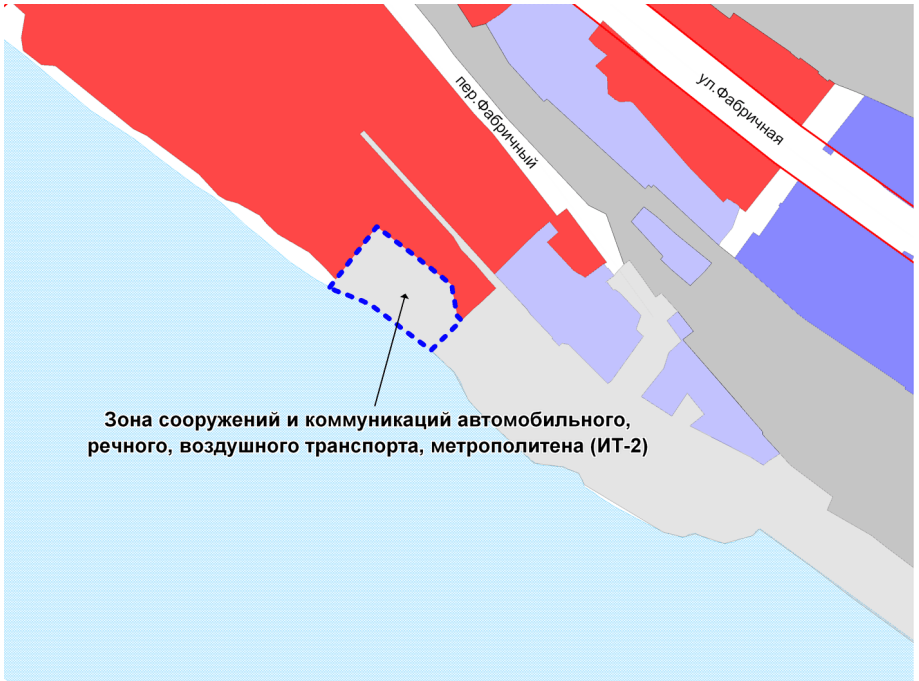 ул.Фабричная
пер.Фабричный
Зона сооружений и коммуникаций автомобильного,
речного, воздушного транспорта, метрополитена (ИТ-2)